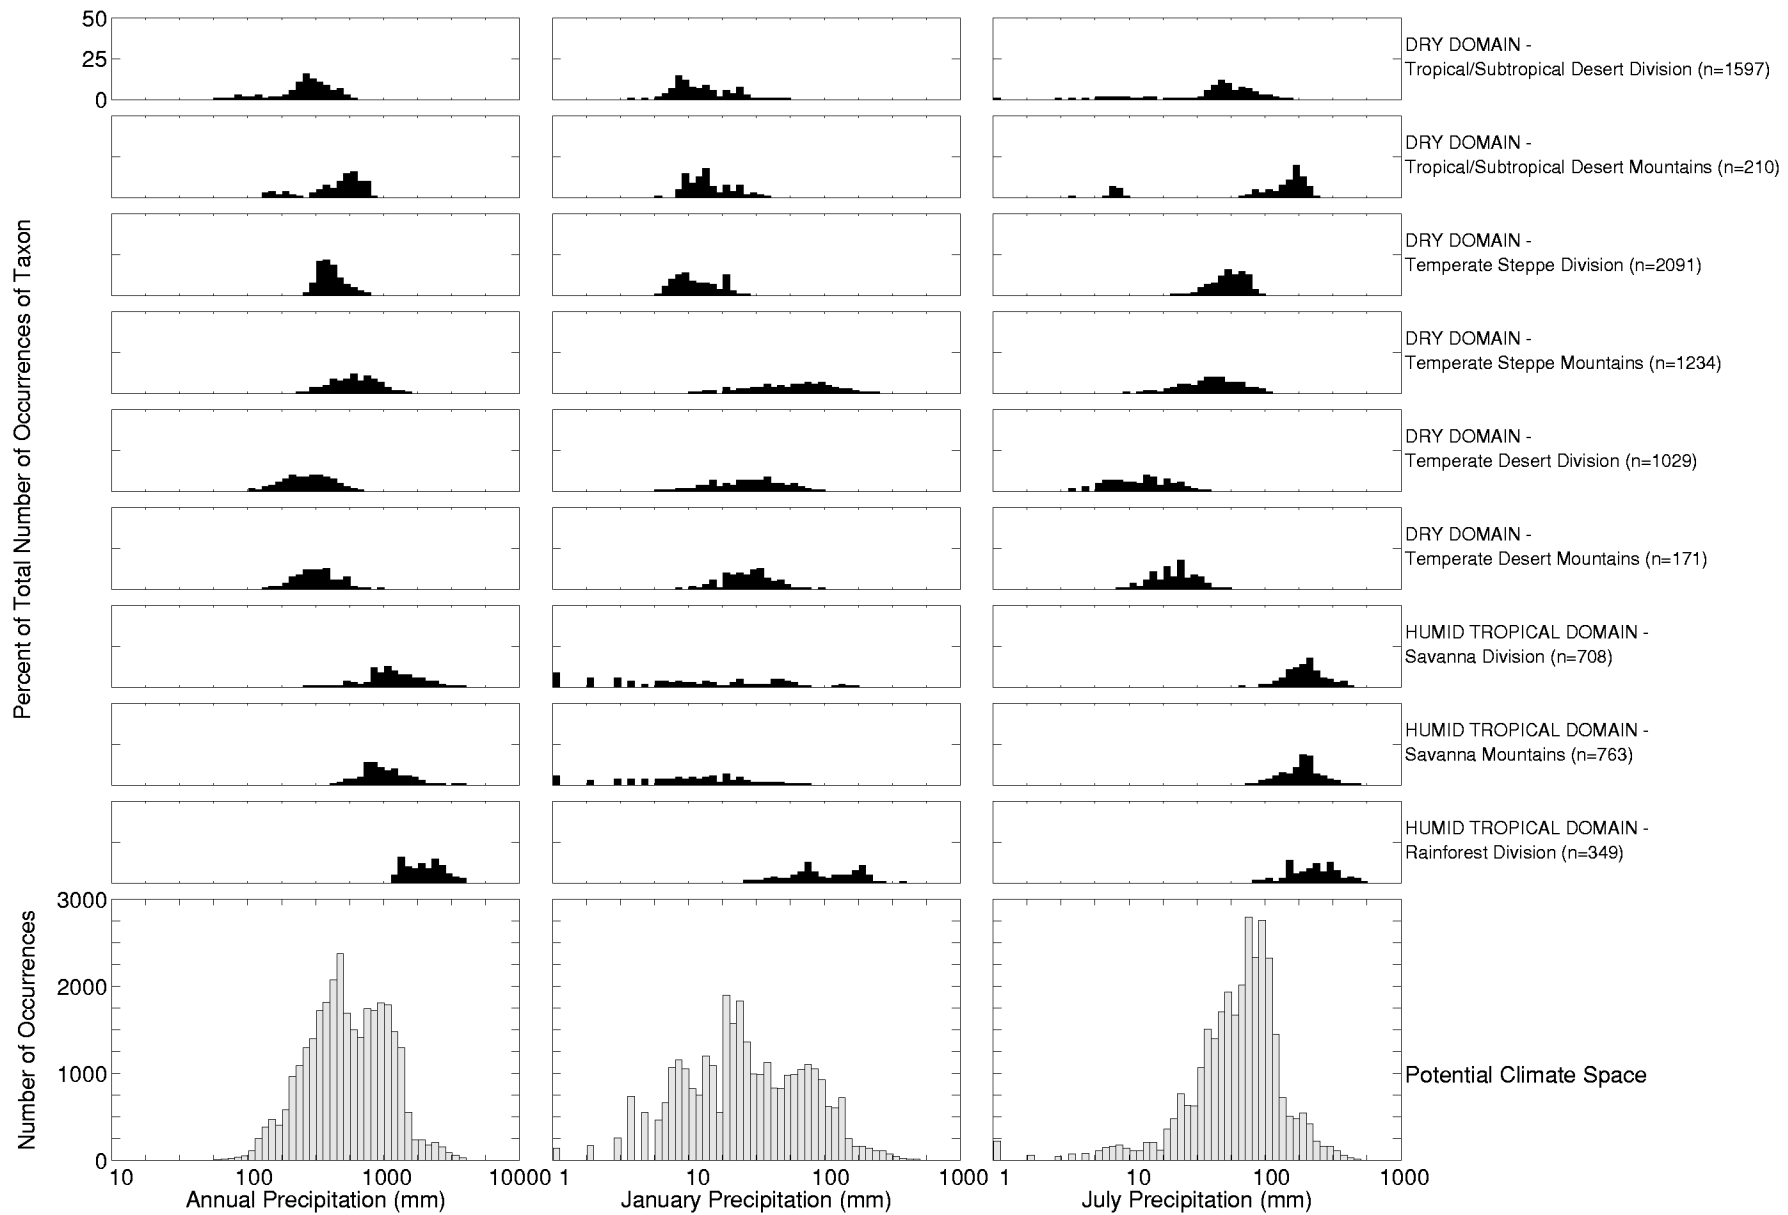 50
25
0
DRY DOMAIN -
Tropical/Subtropical Desert Division (n=1597)
DRY DOMAIN -
Tropical/Subtropical Desert Mountains (n=210)
DRY DOMAIN -
Temperate Steppe Division (n=2091)
DRY DOMAIN -
Temperate Steppe Mountains (n=1234)
DRY DOMAIN -
Temperate Desert Division (n=1029)
DRY DOMAIN -
Temperate Desert Mountains (n=171)
HUMID TROPICAL DOMAIN -
Savanna Division (n=708)
HUMID TROPICAL DOMAIN -
Savanna Mountains (n=763)
HUMID TROPICAL DOMAIN -
Rainforest Division (n=349)
Percent of Total Number of Occurrences of Taxon
3000
2000
1000
0
Number of Occurrences
Potential Climate Space
10 100 1000 10000 1 10 100 1000 1 10 100 1000
Annual Precipitation (mm) January Precipitation (mm) July Precipitation (mm)